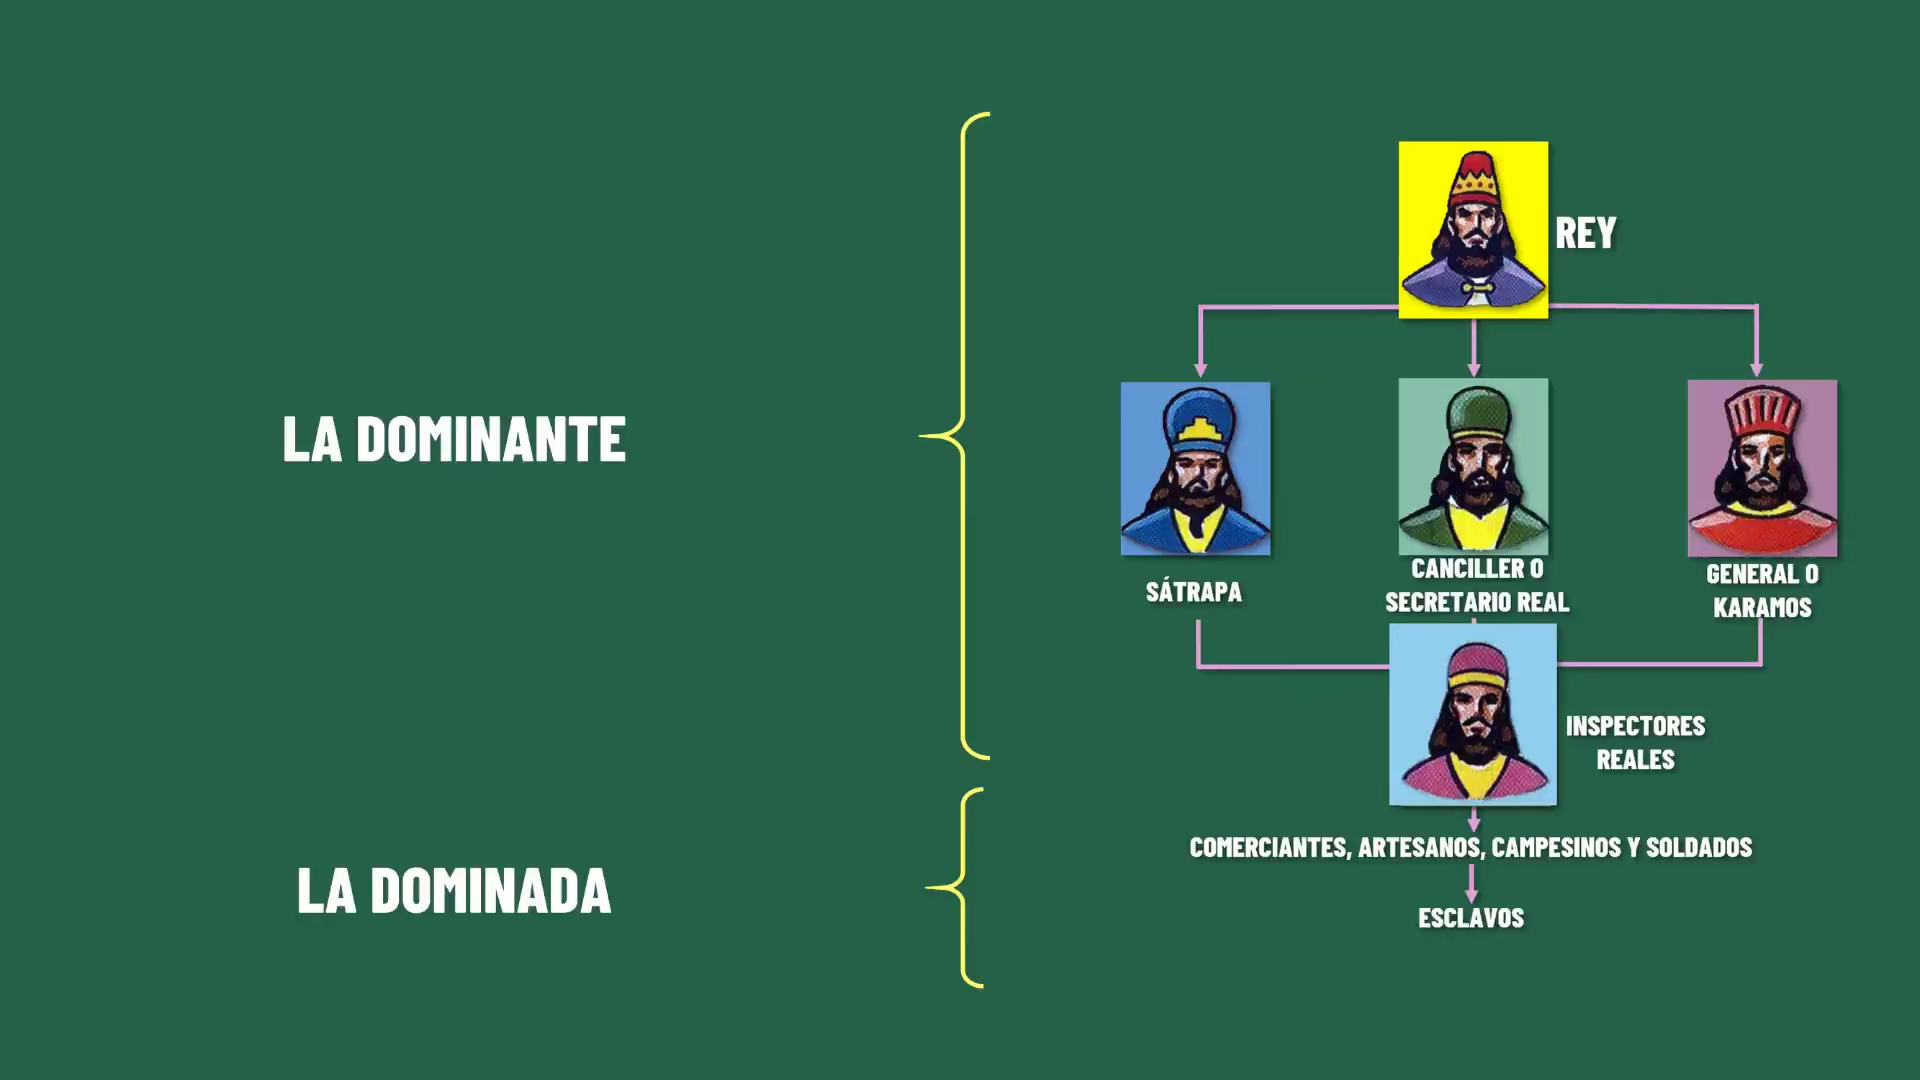 REY
LA DOMINANTE
SÁTRAPA
CANCILLER O
SECRETARIO REAL
GENERAL O
KARAMOS
INSPECTORES
REALES
LA DOMINADA
COMERCIANTES, ARTESANOS, CAMPESINOS Y SOLDADOS
ESCLAVOS